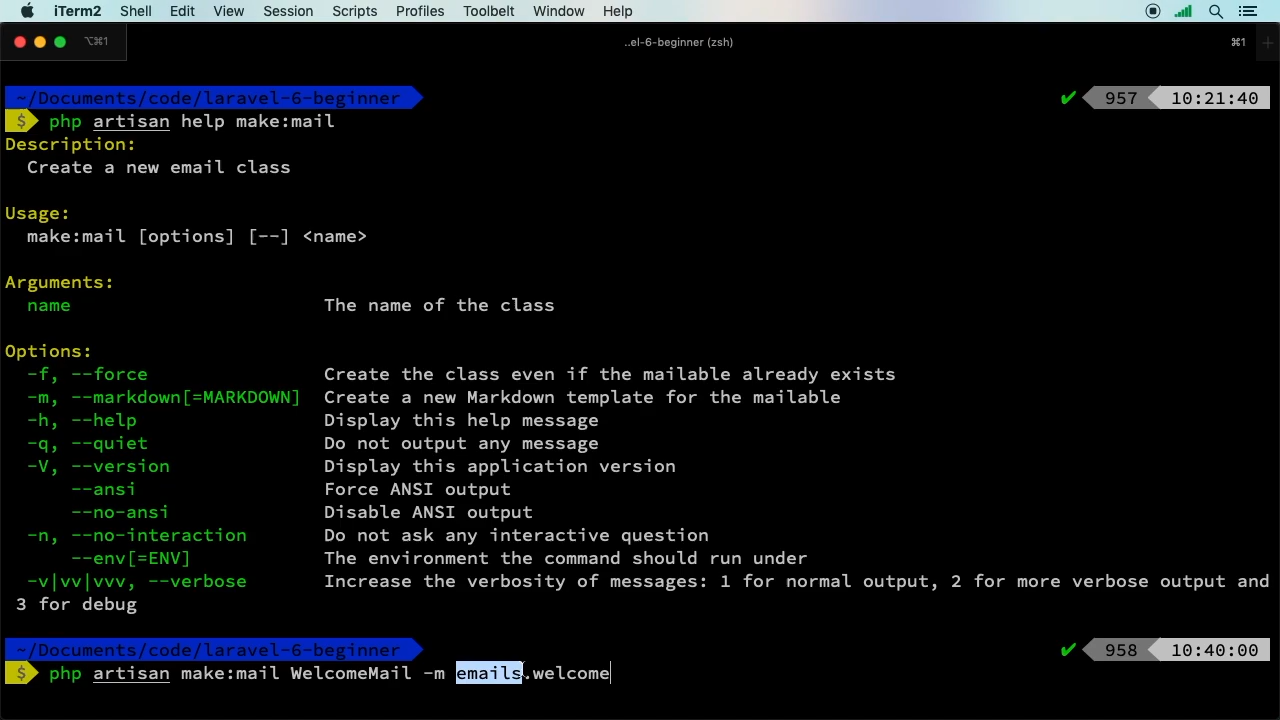 iTerm2 Shell Edit View Session Scripts Profiles Toolbelt Window Help
⌥⌘1 ..el-6-beginner (zsh) ⌘1 +
~/Documents/code/laravel-6-beginner ✔ 957 10:21:40
$ php artisan help make:mail
Description:
Create a new email class
Usage:
make:mail [options] [--] <name>
Arguments:
name The name of the class
Options:
-f, --force Create the class even if the mailable already exists
-m, --markdown[=MARKDOWN] Create a new Markdown template for the mailable
-h, --help Display this help message
-q, --quiet Do not output any message
-V, --version Display this application version
--ansi Force ANSI output
--no-ansi Disable ANSI output
-n, --no-interaction Do not ask any interactive question
--env[=ENV] The environment the command should run under
-v|vv|vvv, --verbose Increase the verbosity of messages: 1 for normal output, 2 for more verbose output and
3 for debug
~/Documents/code/laravel-6-beginner ✔ 958 10:40:00
$ php artisan make:mail WelcomeMail -m emails.welcome